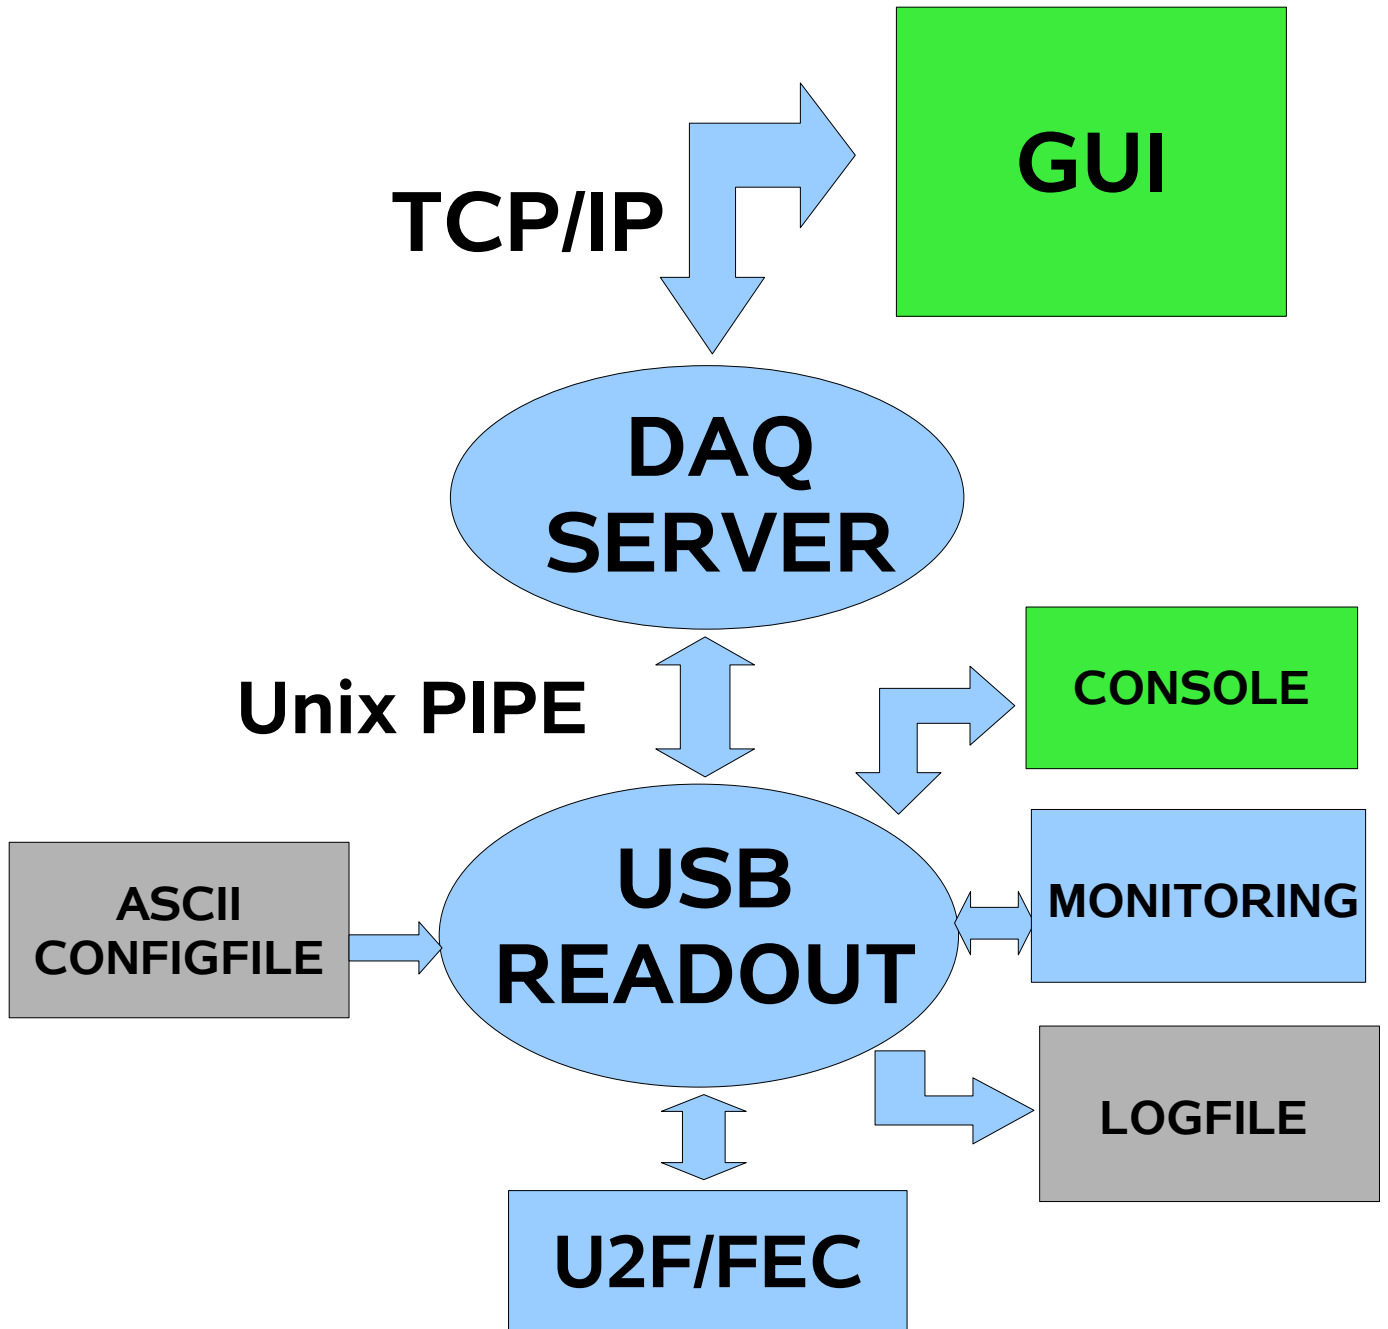 GUI
TCP/IP
DAQ
SERVER
Unix PIPE
CONSOLE
USB
READOUT
ASCII
CONFIGFILE
MONITORING
LOGFILE
U2F/FEC